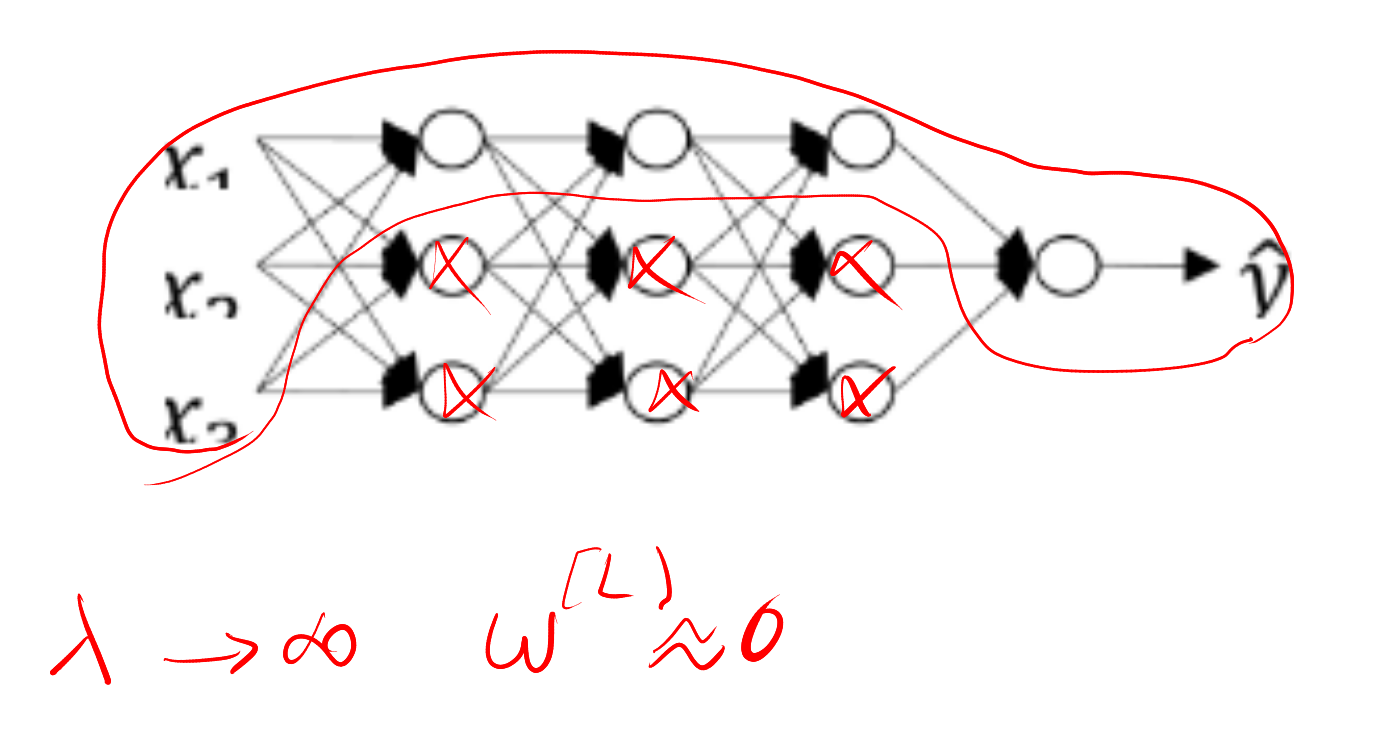 x₁
x₂
x₃
ŷ
λ → ∞ w^[L] ≈ 0